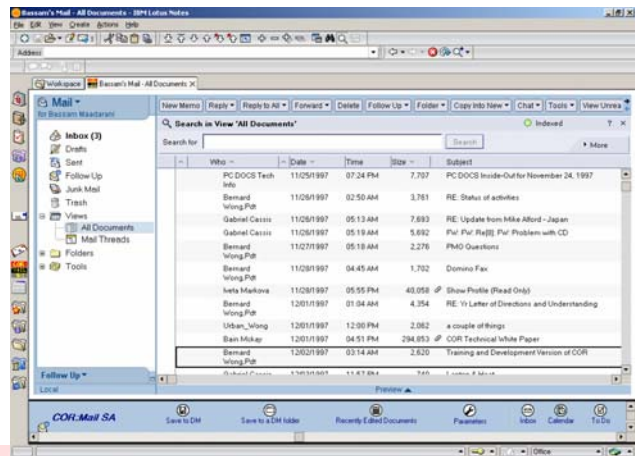 Bassam's Mail - All Documents - IBM Lotus Notes
File Edit View Create Actions Help
Address
Workspace Bassam's Mail - All Documents
Mail
for Bassam Maadarani
New Memo Reply Reply to All Forward Delete Follow Up Folder Copy Into New Chat Tools View Unrea
Inbox (3)
Drafts
Sent
Follow Up
Junk Mail
Trash
Views
All Documents
Mail Threads
Folders
Tools
Search in View 'All Documents' Indexed ? ×
Search for Search More
Who Date Time Size Subject
PC DOCS Tech Info 11/25/1997 07:24 PM 7,707 PC DOCS Inside-Out for November 24, 1997
Bernard Wong,Pdt 11/26/1997 02:50 AM 3,761 RE: Status of activities
Gabriel Cassis 11/26/1997 05:13 AM 7,693 RE: Update from Mike Alford - Japan
Gabriel Cassis 11/26/1997 05:19 AM 5,692 FW: FW: Re[8]: FW: Problem with CD
Bernard Wong,Pdt 11/27/1997 05:18 AM 2,276 PMO Questions
Bernard Wong,Pdt 11/28/1997 04:45 AM 1,702 Domino Fax
Iveta Markova 11/28/1997 05:55 PM 40,058 Show Profile (Read Only)
Bernard Wong,Pdt 12/01/1997 01:04 AM 4,354 RE: Yr Letter of Directions and Understanding
Urban_Wong 12/01/1997 12:00 PM 2,062 a couple of things
Bain Mckay 12/01/1997 04:51 PM 294,853 COR Technical White Paper
Bernard Wong,Pdt 12/02/1997 03:14 AM 2,620 Training and Development Version of COR
Gabriel Cassis
Follow Up
Local
Preview
COR:Mail SA
Save to DM Save to a DM folder Recently Edited Documents Parameters Inbox Calendar To Do
Office